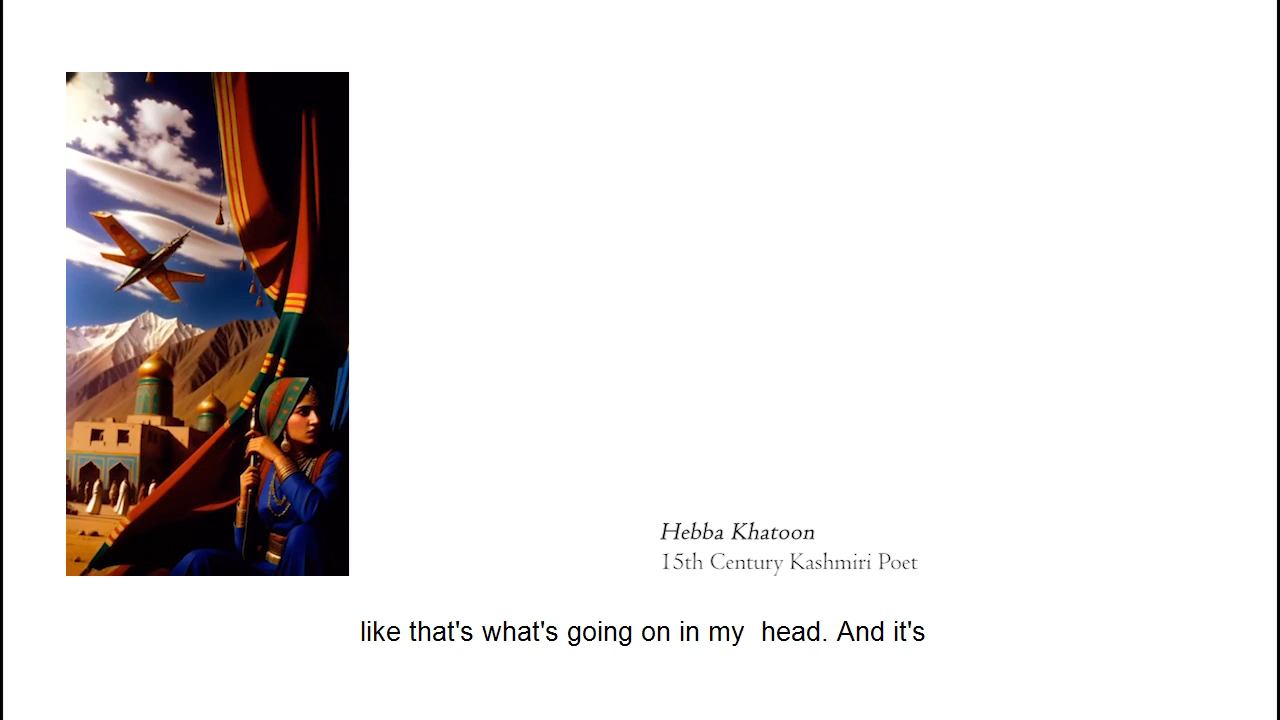 Hebba Khatoon
15th Century Kashmiri Poet
like that's what's going on in my  head. And it's